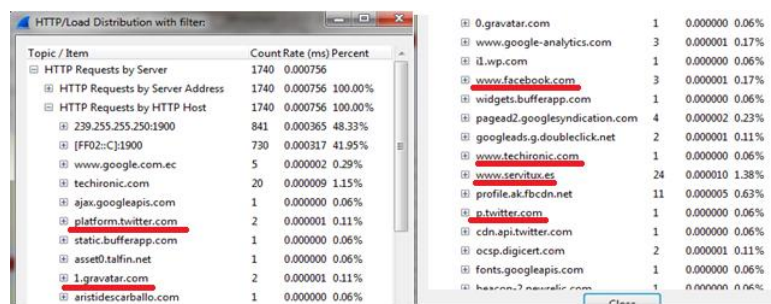 HTTP/Load Distribution with filter:
Topic / Item Count Rate (ms) Percent
HTTP Requests by Server 1740 0.000756
HTTP Requests by Server Address 1740 0.000756 100.00%
HTTP Requests by HTTP Host 1740 0.000756 100.00%
239.255.255.250:1900 841 0.000365 48.33%
[FF02::C]:1900 730 0.000317 41.95%
www.google.com.ec 5 0.000002 0.29%
techironic.com 20 0.000009 1.15%
ajax.googleapis.com 1 0.000000 0.06%
platform.twitter.com 2 0.000001 0.11%
static.bufferapp.com 1 0.000000 0.06%
asset0.talfin.net 1 0.000000 0.06%
1.gravatar.com 2 0.000001 0.11%
aristidescarballo.com 1 0.000000 0.06%
0.gravatar.com 1 0.000000 0.06%
www.google-analytics.com 3 0.000001 0.17%
i1.wp.com 1 0.000000 0.06%
www.facebook.com 3 0.000001 0.17%
widgets.bufferapp.com 1 0.000000 0.06%
pagead2.googlesyndication.com 4 0.000002 0.23%
googleads.g.doubleclick.net 2 0.000001 0.11%
www.techironic.com 1 0.000000 0.06%
www.servitux.es 24 0.000010 1.38%
profile.ak.fbcdn.net 11 0.000005 0.63%
p.twitter.com 1 0.000000 0.06%
cdn.api.twitter.com 1 0.000000 0.06%
ocsp.digicert.com 2 0.000001 0.11%
fonts.googleapis.com 1 0.000000 0.06%
beacon-2.newrelic.com 1 0.000000 0.06%
Close